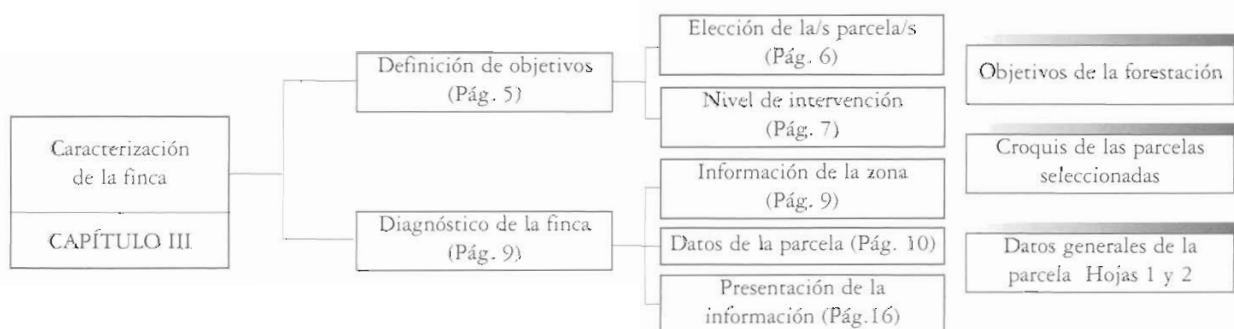 Caracterización
de la finca
CAPÍTULO III
Definición de objetivos
(Pág. 5)
Diagnóstico de la finca
(Pág. 9)
Elección de la/s parcela/s
(Pág. 6)
Nivel de intervención
(Pág. 7)
Información de la zona
(Pág. 9)
Datos de la parcela (Pág. 10)
Presentación de la
información (Pág.16)
Objetivos de la forestación
Croquis de las parcelas
seleccionadas
Datos generales de la
parcela Hojas 1 y 2